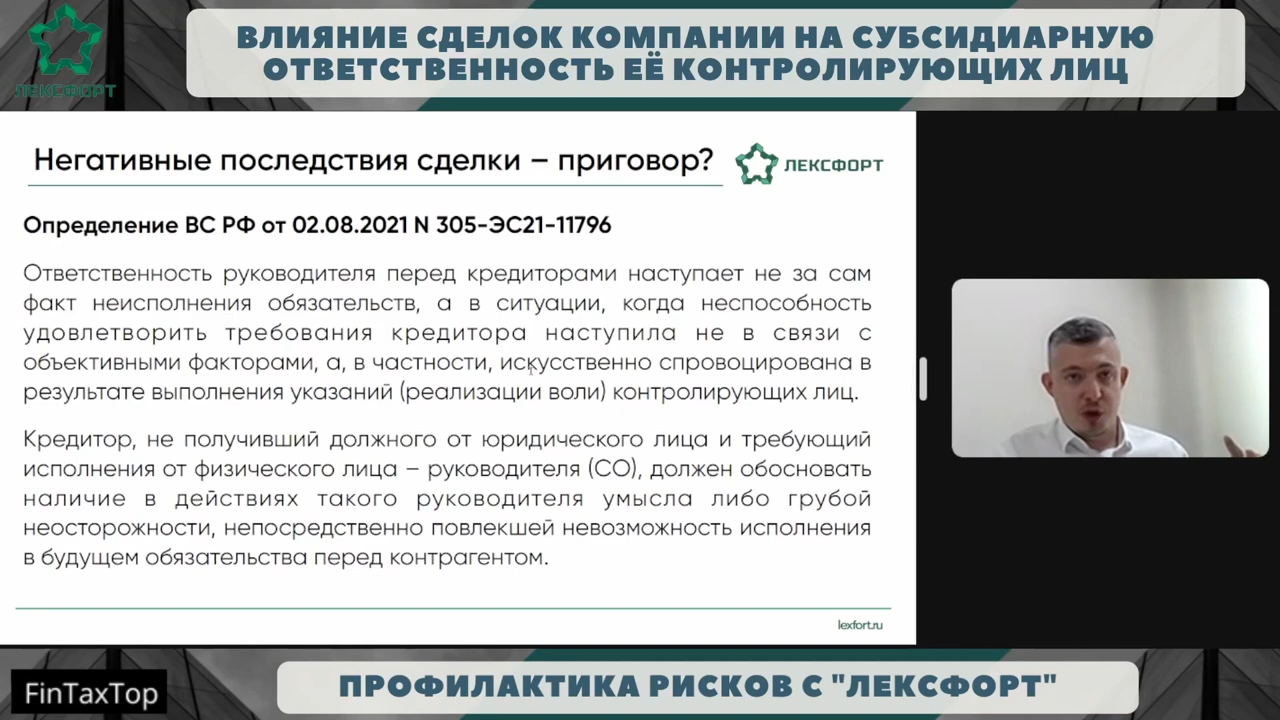 ВЛИЯНИЕ СДЕЛОК КОМПАНИИ НА СУБСИДИАРНУЮ
ОТВЕТСТВЕННОСТЬ ЕЁ КОНТРОЛИРУЮЩИХ ЛИЦ
ЛЕКСФОРТ
Негативные последствия сделки – приговор?
ЛЕКСФОРТ
Определение ВС РФ от 02.08.2021 N 305-ЭС21-11796
Ответственность руководителя перед кредиторами наступает не за сам
факт неисполнения обязательств, а в ситуации, когда неспособность
удовлетворить требования кредитора наступила не в связи с
объективными факторами, а, в частности, искусственно спровоцирована в
результате выполнения указаний (реализации воли) контролирующих лиц.
Кредитор, не получивший должного от юридического лица и требующий
исполнения от физического лица – руководителя (СО), должен обосновать
наличие в действиях такого руководителя умысла либо грубой
неосторожности, непосредственно повлекшей невозможность исполнения
в будущем обязательства перед контрагентом.
lexfort.ru
FinTaxTop
ПРОФИЛАКТИКА РИСКОВ С "ЛЕКСФОРТ"